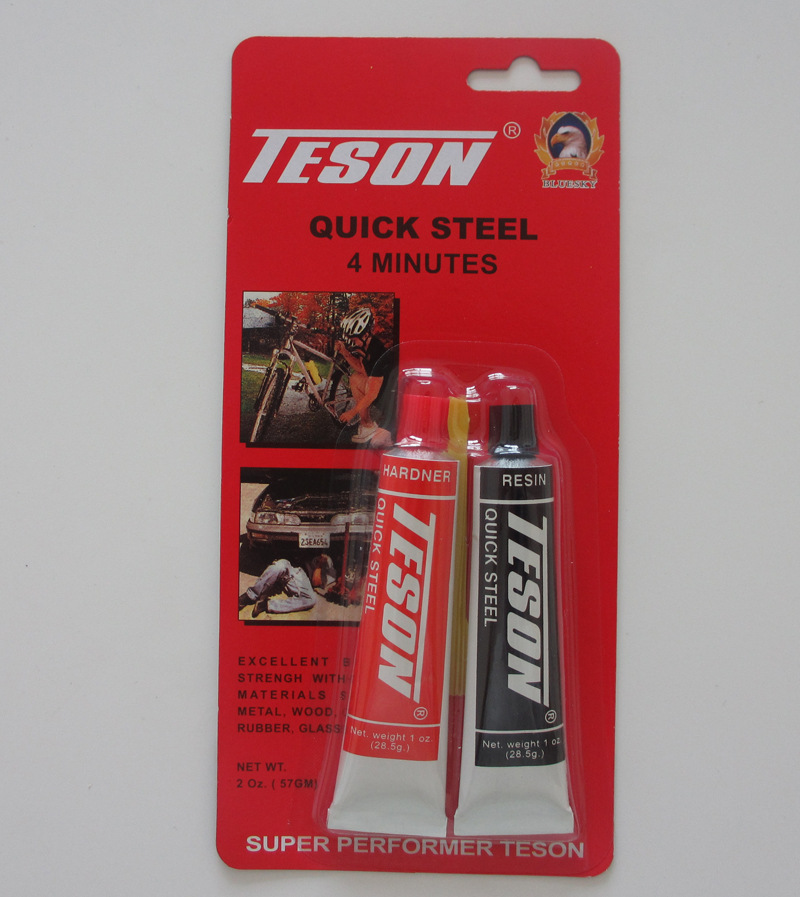 TESON®
BLUESKY
QUICK STEEL
4 MINUTES
2JEA654
HARDNER
TESON®
QUICK STEEL
Net. weight 1 oz
(28.5g.)
RESIN
TESON®
QUICK STEEL
Net. weight 1 oz
(28.5g.)
EXCELLENT
STRENGH WITH
MATERIALS
METAL, WOOD,
RUBBER, GLASS
NET WT.
2 Oz. ( 57GM)
SUPER PERFORMER TESON